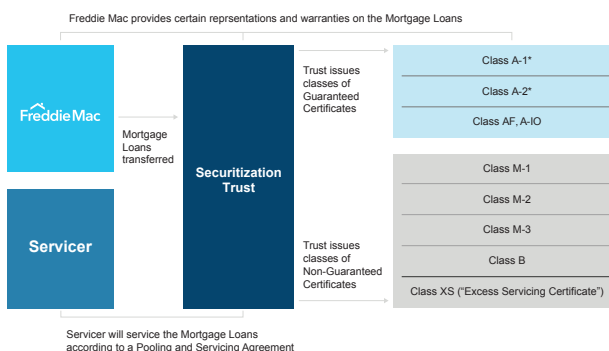 Freddie Mac provides certain reprsentations and warranties on the Mortgage Loans
Freddie Mac
Mortgage
Loans
transferred
Securitization
Trust
Trust issues
classes of
Guaranteed
Certificates
Class A-1*
Class A-2*
Class AF, A-IO
Servicer
Trust issues
classes of
Non-Guaranteed
Certificates
Class M-1
Class M-2
Class M-3
Class B
Class XS (“Excess Servicing Certificate”)
Servicer will service the Mortgage Loans
according to a Pooling and Servicing Agreement